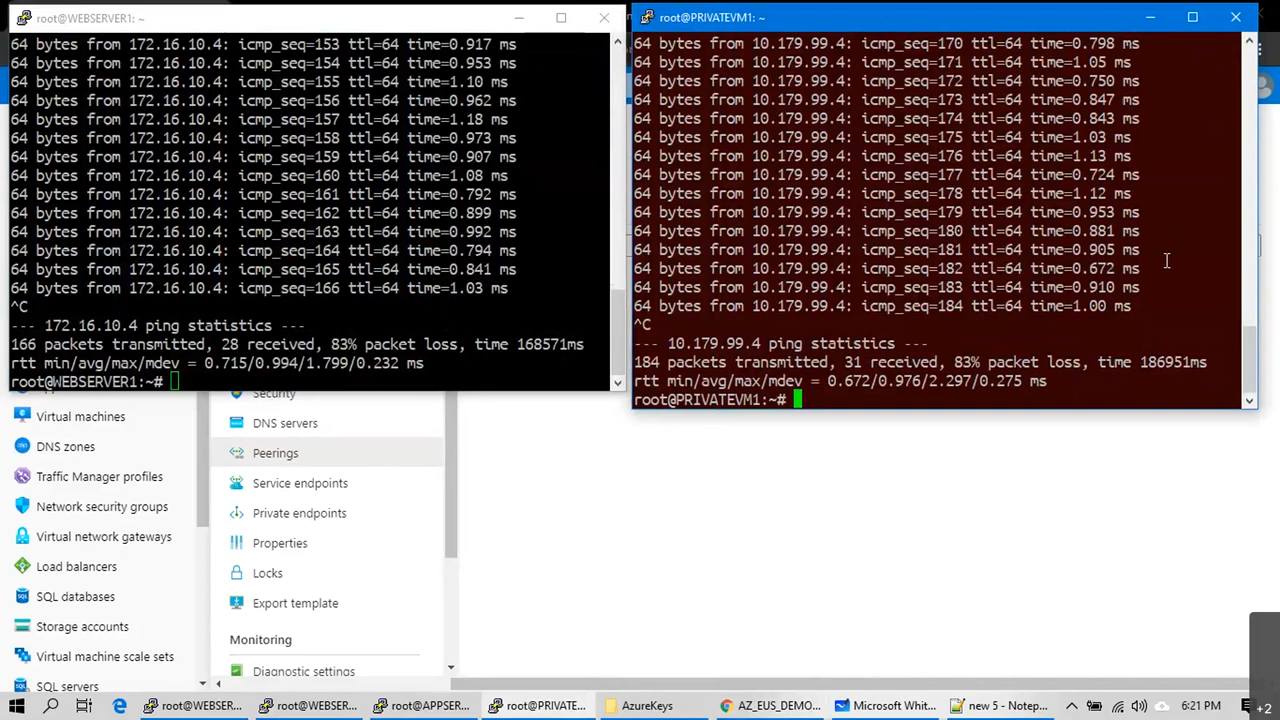 root@WEBSERVER1: ~
64 bytes from 172.16.10.4: icmp_seq=153 ttl=64 time=0.917 ms
64 bytes from 172.16.10.4: icmp_seq=154 ttl=64 time=0.953 ms
64 bytes from 172.16.10.4: icmp_seq=155 ttl=64 time=1.10 ms
64 bytes from 172.16.10.4: icmp_seq=156 ttl=64 time=0.962 ms
64 bytes from 172.16.10.4: icmp_seq=157 ttl=64 time=1.18 ms
64 bytes from 172.16.10.4: icmp_seq=158 ttl=64 time=0.973 ms
64 bytes from 172.16.10.4: icmp_seq=159 ttl=64 time=0.907 ms
64 bytes from 172.16.10.4: icmp_seq=160 ttl=64 time=1.08 ms
64 bytes from 172.16.10.4: icmp_seq=161 ttl=64 time=0.792 ms
64 bytes from 172.16.10.4: icmp_seq=162 ttl=64 time=0.899 ms
64 bytes from 172.16.10.4: icmp_seq=163 ttl=64 time=0.992 ms
64 bytes from 172.16.10.4: icmp_seq=164 ttl=64 time=0.794 ms
64 bytes from 172.16.10.4: icmp_seq=165 ttl=64 time=0.841 ms
64 bytes from 172.16.10.4: icmp_seq=166 ttl=64 time=1.03 ms
^C
--- 172.16.10.4 ping statistics ---
166 packets transmitted, 28 received, 83% packet loss, time 168571ms
rtt min/avg/max/mdev = 0.715/0.994/1.799/0.232 ms
root@WEBSERVER1:~#
root@PRIVATEVM1: ~
64 bytes from 10.179.99.4: icmp_seq=170 ttl=64 time=0.798 ms
64 bytes from 10.179.99.4: icmp_seq=171 ttl=64 time=1.05 ms
64 bytes from 10.179.99.4: icmp_seq=172 ttl=64 time=0.750 ms
64 bytes from 10.179.99.4: icmp_seq=173 ttl=64 time=0.847 ms
64 bytes from 10.179.99.4: icmp_seq=174 ttl=64 time=0.843 ms
64 bytes from 10.179.99.4: icmp_seq=175 ttl=64 time=1.03 ms
64 bytes from 10.179.99.4: icmp_seq=176 ttl=64 time=1.13 ms
64 bytes from 10.179.99.4: icmp_seq=177 ttl=64 time=0.724 ms
64 bytes from 10.179.99.4: icmp_seq=178 ttl=64 time=1.12 ms
64 bytes from 10.179.99.4: icmp_seq=179 ttl=64 time=0.953 ms
64 bytes from 10.179.99.4: icmp_seq=180 ttl=64 time=0.881 ms
64 bytes from 10.179.99.4: icmp_seq=181 ttl=64 time=0.905 ms
64 bytes from 10.179.99.4: icmp_seq=182 ttl=64 time=0.672 ms
64 bytes from 10.179.99.4: icmp_seq=183 ttl=64 time=0.910 ms
64 bytes from 10.179.99.4: icmp_seq=184 ttl=64 time=1.00 ms
^C
--- 10.179.99.4 ping statistics ---
184 packets transmitted, 31 received, 83% packet loss, time 186951ms
rtt min/avg/max/mdev = 0.672/0.976/2.297/0.275 ms
root@PRIVATEVM1:~#
Virtual machines
DNS zones
Traffic Manager profiles
Network security groups
Virtual network gateways
Load balancers
SQL databases
Storage accounts
Virtual machine scale sets
SQL servers
Security
DNS servers
Peerings
Service endpoints
Private endpoints
Properties
Locks
Export template
Monitoring
Diagnostic settings
root@WEBSER...
root@WEBSER...
root@APPSER...
root@PRIVATE...
AzureKeys
AZ_EUS_DEMO...
Microsoft Whit...
new 5 - Notep...
6:21 PM
+2